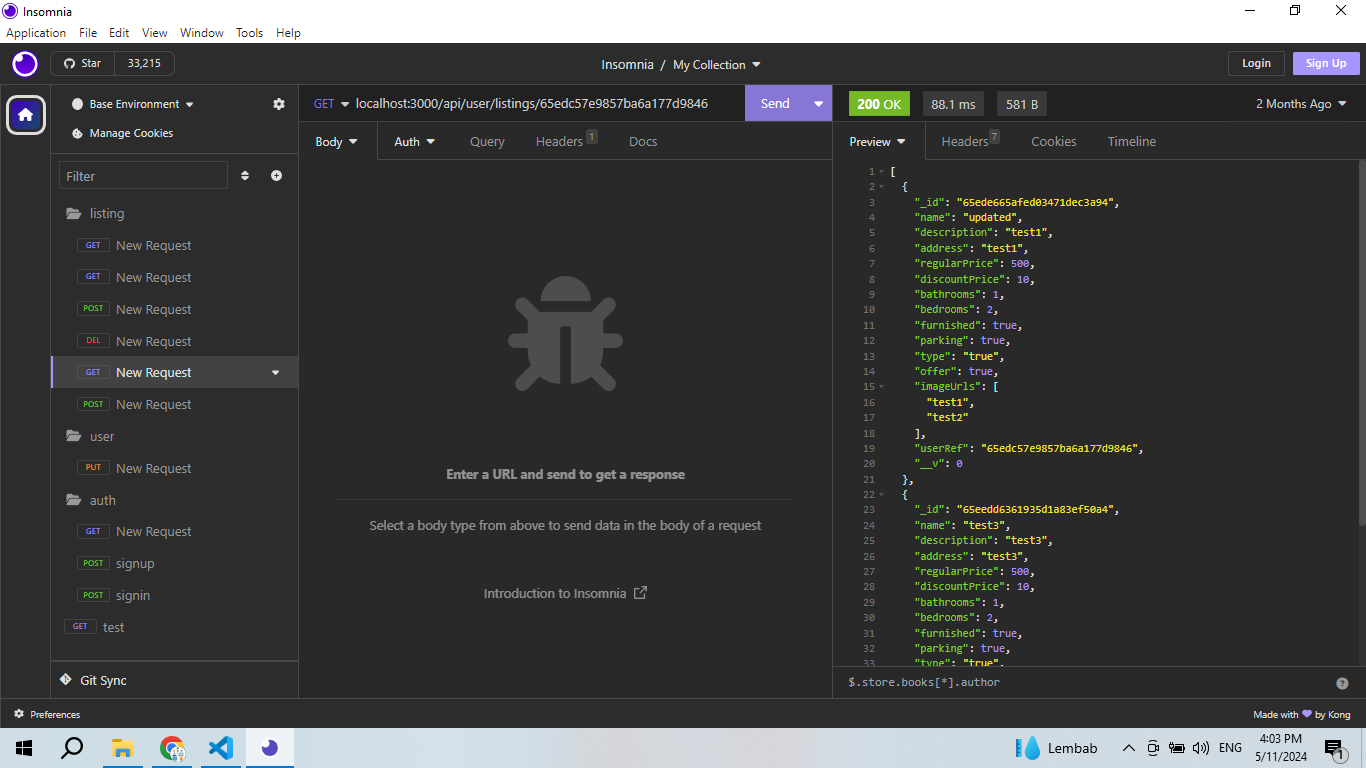 Insomnia
Application File Edit View Window Tools Help
Star 33,215
Insomnia / My Collection
Login
Sign Up
Base Environment
Manage Cookies
Filter
listing
GET New Request
GET New Request
POST New Request
DEL New Request
GET New Request
POST New Request
user
PUT New Request
auth
GET New Request
POST signup
POST signin
GET test
Git Sync
GET localhost:3000/api/user/listings/65edc57e9857ba6a177d9846 Send
Body Auth Query Headers 1 Docs
Enter a URL and send to get a response
Select a body type from above to send data in the body of a request
Introduction to Insomnia
200 OK 88.1 ms 581 B 2 Months Ago
Preview Headers 7 Cookies Timeline
1 [
2 {
3 "_id": "65ede665afed03471dec3a94",
4 "name": "updated",
5 "description": "test1",
6 "address": "test1",
7 "regularPrice": 500,
8 "discountPrice": 10,
9 "bathrooms": 1,
10 "bedrooms": 2,
11 "furnished": true,
12 "parking": true,
13 "type": "true",
14 "offer": true,
15 "imageUrls": [
16 "test1",
17 "test2"
18 ],
19 "userRef": "65edc57e9857ba6a177d9846",
20 "__v": 0
21 },
22 {
23 "_id": "65eedd6361935d1a83ef50a4",
24 "name": "test3",
25 "description": "test3",
26 "address": "test3",
27 "regularPrice": 500,
28 "discountPrice": 10,
29 "bathrooms": 1,
30 "bedrooms": 2,
31 "furnished": true,
32 "parking": true,
33 "type": "true",
$.store.books[*].author
Preferences
Made with by Kong
Lembab
ENG
4:03 PM
5/11/2024
1